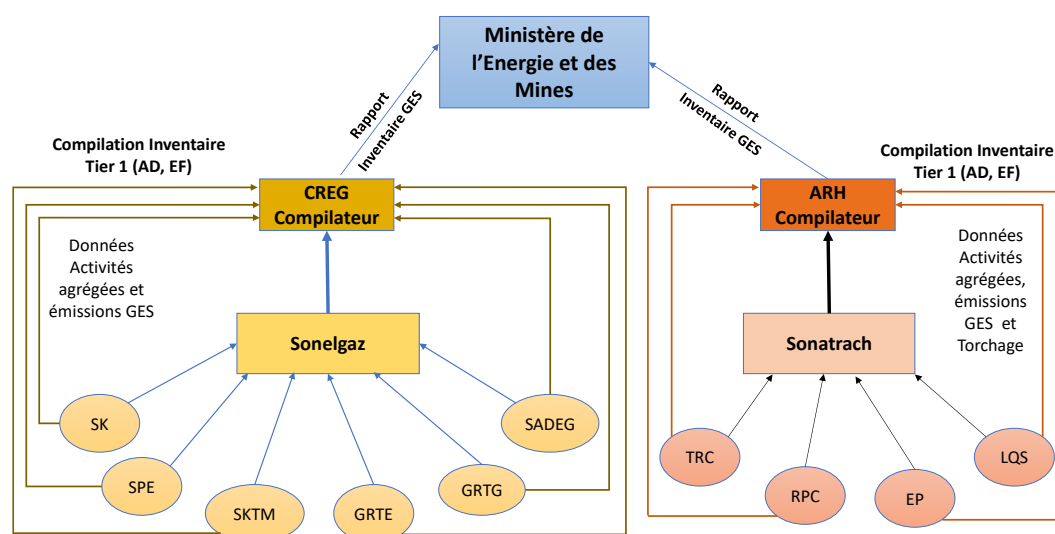 Ministère de
l'Energie et des
Mines
Rapport
Inventaire GES
Rapport
Inventaire GES
Compilation Inventaire
Tier 1 (AD, EF)
Compilation Inventaire
Tier 1 (AD, EF)
CREG
Compilateur
ARH
Compilateur
Données
Activités
agrégées et
émissions GES
Données
Activités
agrégées,
émissions
GES et
Torchage
Sonelgaz
Sonatrach
SK
SADEG
SPE
GRTG
SKTM
GRTE
TRC
LQS
RPC
EP